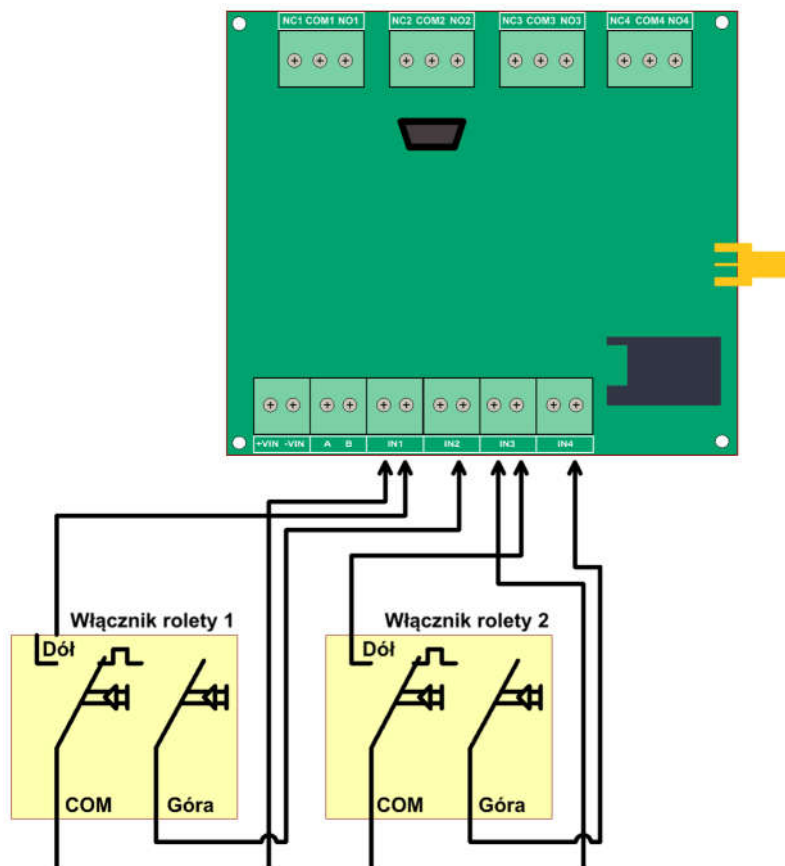 NC1 COM1 NO1
NC2 COM2 NO2
NC3 COM3 NO3
NC4 COM4 NO4
+VIN -VIN
A B
IN1
IN2
IN3
IN4
Włącznik rolety 1
Włącznik rolety 2
Dół
Dół
COM
Góra
COM
Góra